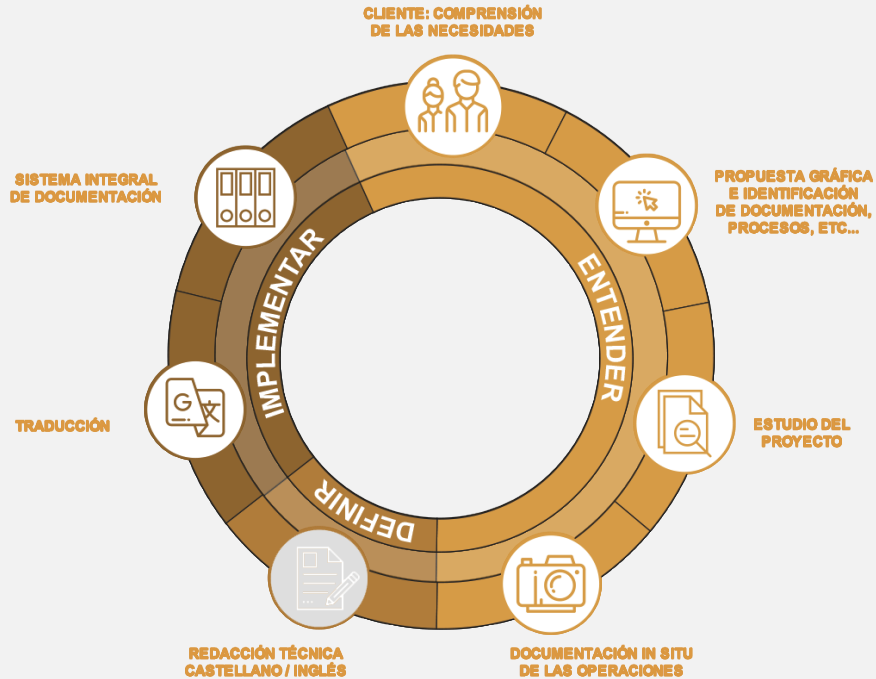 CLIENTE: COMPRENSIÓN
DE LAS NECESIDADES
PROPUESTA GRÁFICA
E IDENTIFICACIÓN
DE DOCUMENTACIÓN,
PROCESOS, ETC...
ESTUDIO DEL
PROYECTO
DOCUMENTACIÓN IN SITU
DE LAS OPERACIONES
REDACCIÓN TÉCNICA
CASTELLANO / INGLÉS
TRADUCCIÓN
SISTEMA INTEGRAL
DE DOCUMENTACIÓN
ENTENDER
DEFINIR
IMPLEMENTAR
G
文